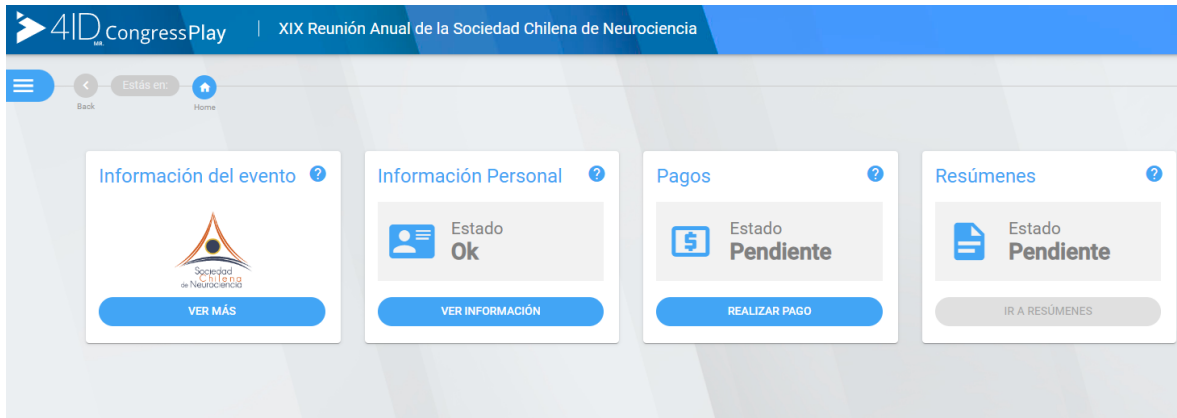 4ID CongressPlay
MR.
XIX Reunión Anual de la Sociedad Chilena de Neurociencia
Back
Estás en:
Home
Información del evento ?
Sociedad
Chilena
de Neurociencia
VER MÁS
Información Personal ?
Estado
Ok
VER INFORMACIÓN
Pagos ?
$
Estado
Pendiente
REALIZAR PAGO
Resúmenes ?
Estado
Pendiente
IR A RESÚMENES